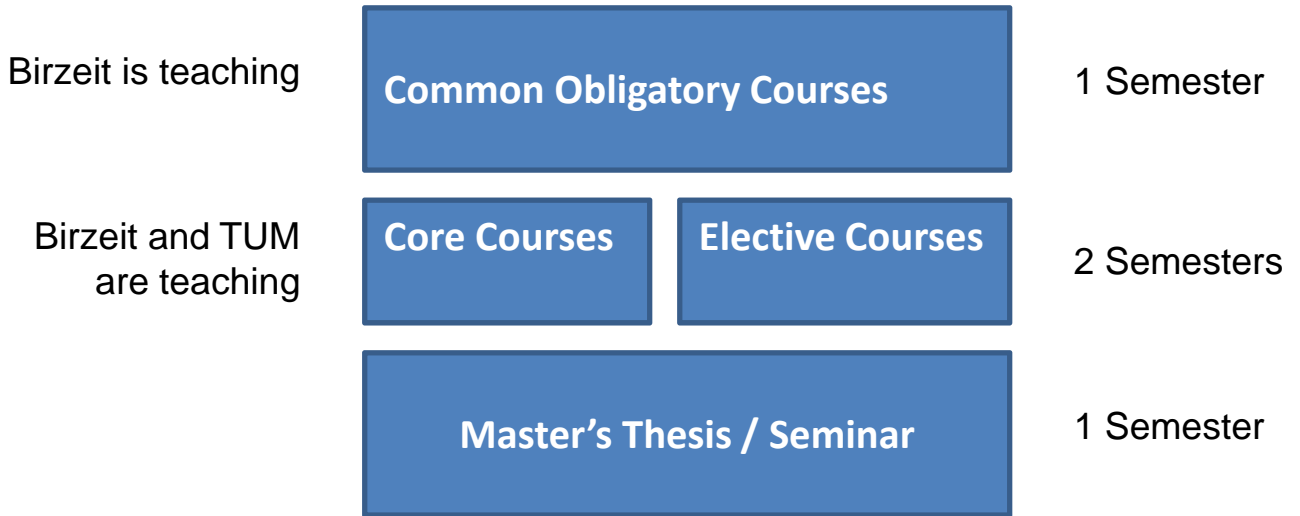 Birzeit is teaching
Common Obligatory Courses
1 Semester
Birzeit and TUM
are teaching
Core Courses
Elective Courses
2 Semesters
Master’s Thesis / Seminar
1 Semester